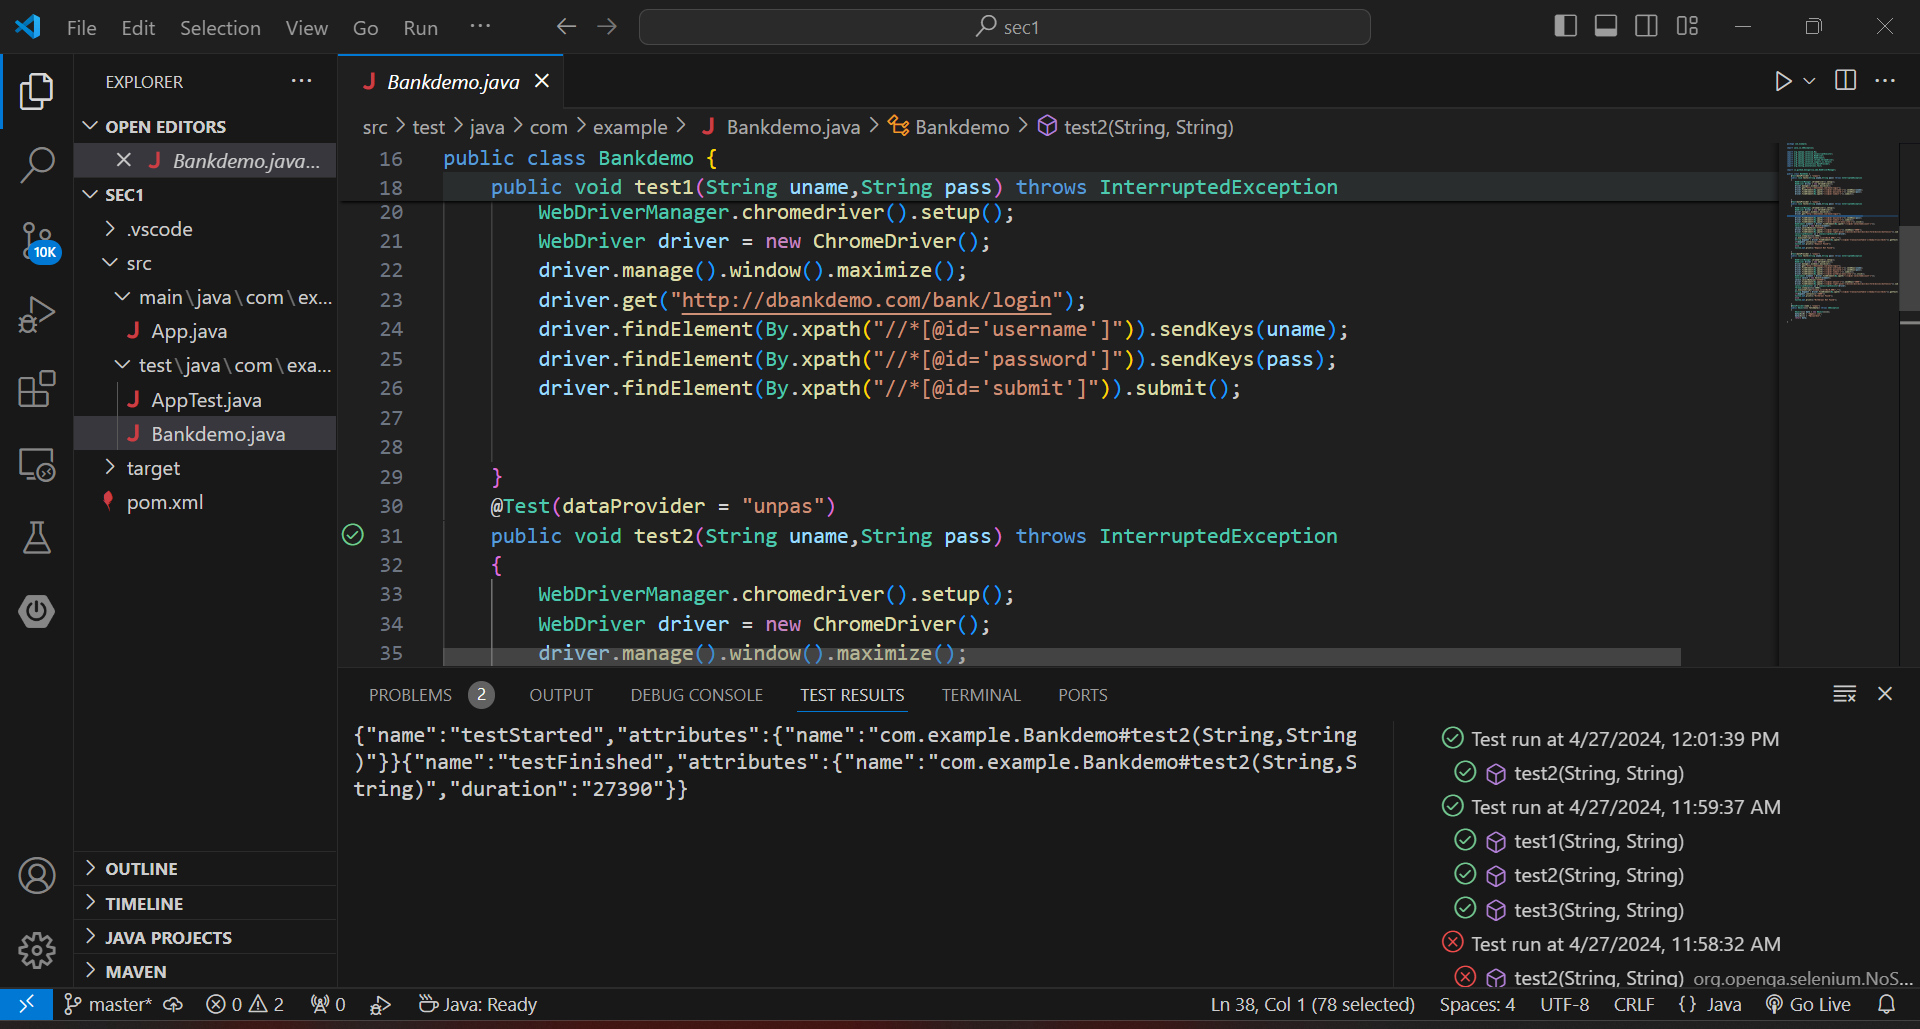 File Edit Selection View Go Run ···
sec1
EXPLORER ···
OPEN EDITORS
Bankdemo.java...
SEC1
.vscode
src
main\java\com\ex...
App.java
test\java\com\exa...
AppTest.java
Bankdemo.java
target
pom.xml
10K
OUTLINE
TIMELINE
JAVA PROJECTS
MAVEN
Bankdemo.java
src > test > java > com > example > Bankdemo.java > Bankdemo > test2(String, String)
16 public class Bankdemo {
18 public void test1(String uname,String pass) throws InterruptedException
20 WebDriverManager.chromedriver().setup();
21 WebDriver driver = new ChromeDriver();
22 driver.manage().window().maximize();
23 driver.get("http://dbankdemo.com/bank/login");
24 driver.findElement(By.xpath("//*[@id='username']")).sendKeys(uname);
25 driver.findElement(By.xpath("//*[@id='password']")).sendKeys(pass);
26 driver.findElement(By.xpath("//*[@id='submit']")).submit();
27
28
29 }
30 @Test(dataProvider = "unpas")
31 public void test2(String uname,String pass) throws InterruptedException
32 {
33 WebDriverManager.chromedriver().setup();
34 WebDriver driver = new ChromeDriver();
35 driver.manage().window().maximize();
PROBLEMS 2 OUTPUT DEBUG CONSOLE TEST RESULTS TERMINAL PORTS
{"name":"testStarted","attributes":{"name":"com.example.Bankdemo#test2(String,String
)"}}{"name":"testFinished","attributes":{"name":"com.example.Bankdemo#test2(String,S
tring)","duration":"27390"}}
Test run at 4/27/2024, 12:01:39 PM
test2(String, String)
Test run at 4/27/2024, 11:59:37 AM
test1(String, String)
test2(String, String)
test3(String, String)
Test run at 4/27/2024, 11:58:32 AM
test2(String, String) org.openqa.selenium.NoS...
master* 0 2 0 Java: Ready Ln 38, Col 1 (78 selected) Spaces: 4 UTF-8 CRLF {} Java Go Live